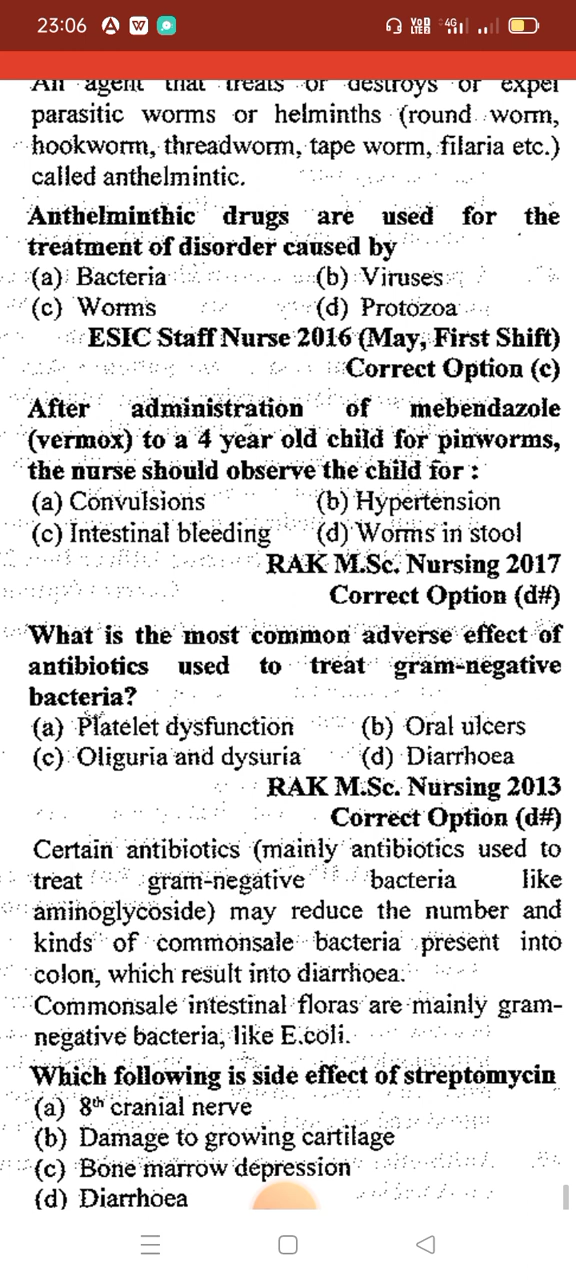 23:06
4G
An agent that treats or destroys or expel
parasitic worms or helminths (round worm,
hookworm, threadworm, tape worm, filaria etc.)
called anthelmintic.
Anthelminthic drugs are used for the
treatment of disorder caused by
(a) Bacteria (b) Viruses
(c) Worms (d) Protozoa
ESIC Staff Nurse 2016 (May, First Shift)
Correct Option (c)
After administration of mebendazole
(vermox) to a 4 year old child for pinworms,
the nurse should observe the child for :
(a) Convulsions (b) Hypertension
(c) Intestinal bleeding (d) Worms in stool
RAK M.Sc. Nursing 2017
Correct Option (d#)
What is the most common adverse effect of
antibiotics used to treat gram-negative
bacteria?
(a) Platelet dysfunction (b) Oral ulcers
(c) Oliguria and dysuria (d) Diarrhoea
RAK M.Sc. Nursing 2013
Correct Option (d#)
Certain antibiotics (mainly antibiotics used to
treat gram-negative bacteria like
aminoglycoside) may reduce the number and
kinds of commonsale bacteria present into
colon, which result into diarrhoea.
Commonsale intestinal floras are mainly gram-
negative bacteria, like E.coli.
Which following is side effect of streptomycin
(a) 8th cranial nerve
(b) Damage to growing cartilage
(c) Bone marrow depression
(d) Diarrhoea